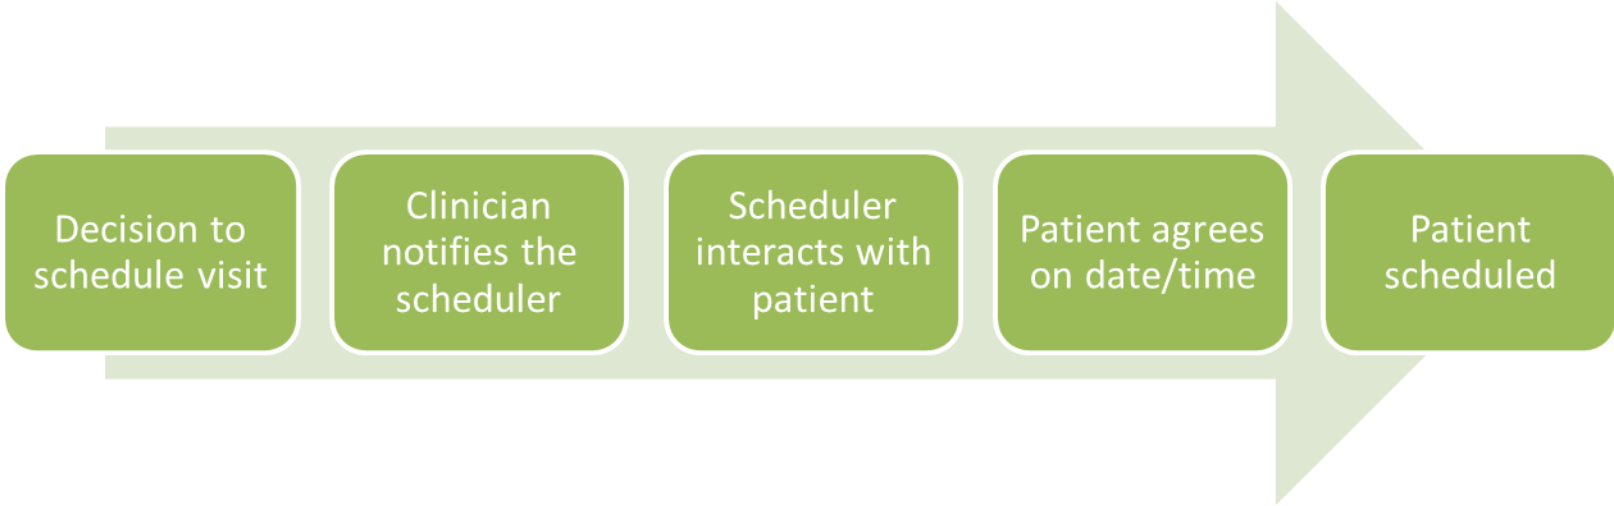 Decision to
schedule visit
Clinician
notifies the
scheduler
Scheduler
interacts with
patient
Patient agrees
on date/time
Patient
scheduled